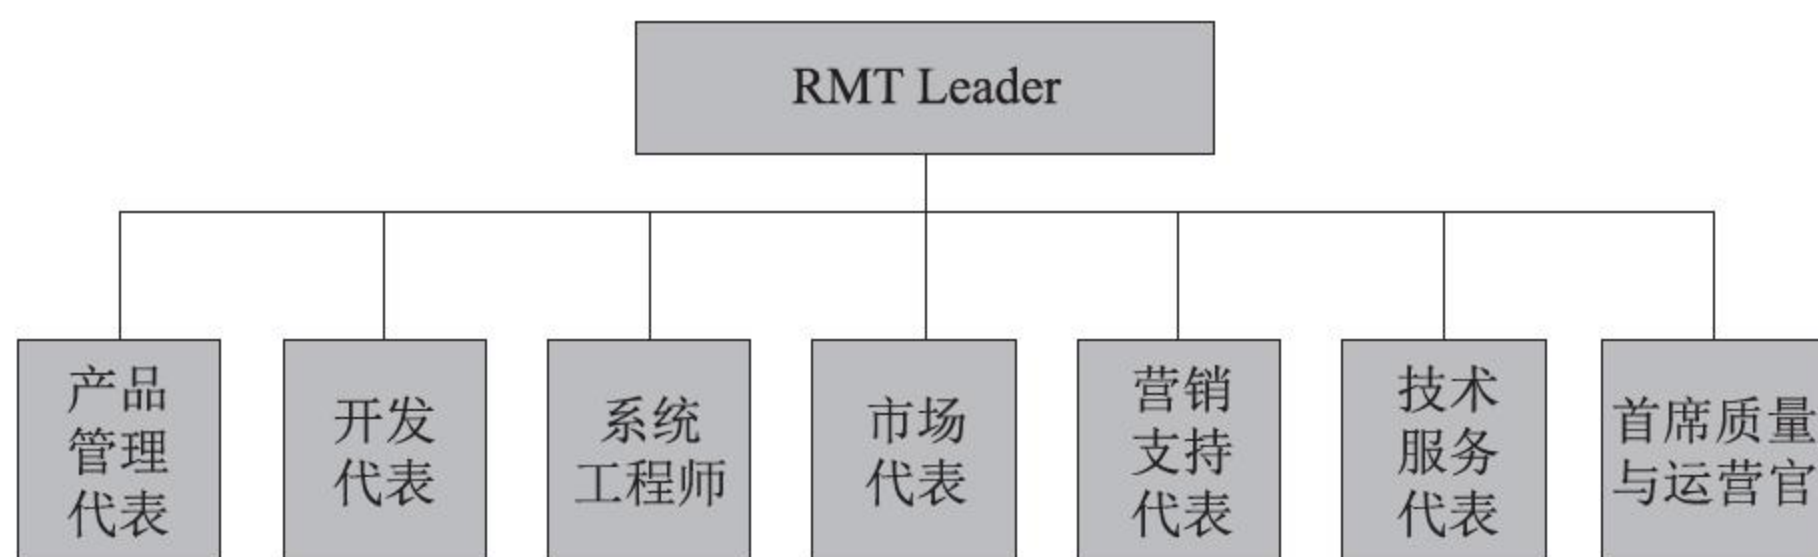 RMT Leader
产品
管理
代表
开发
代表
系统
工程师
市场
代表
营销
支持
代表
技术
服务
代表
首席质量
与运营官